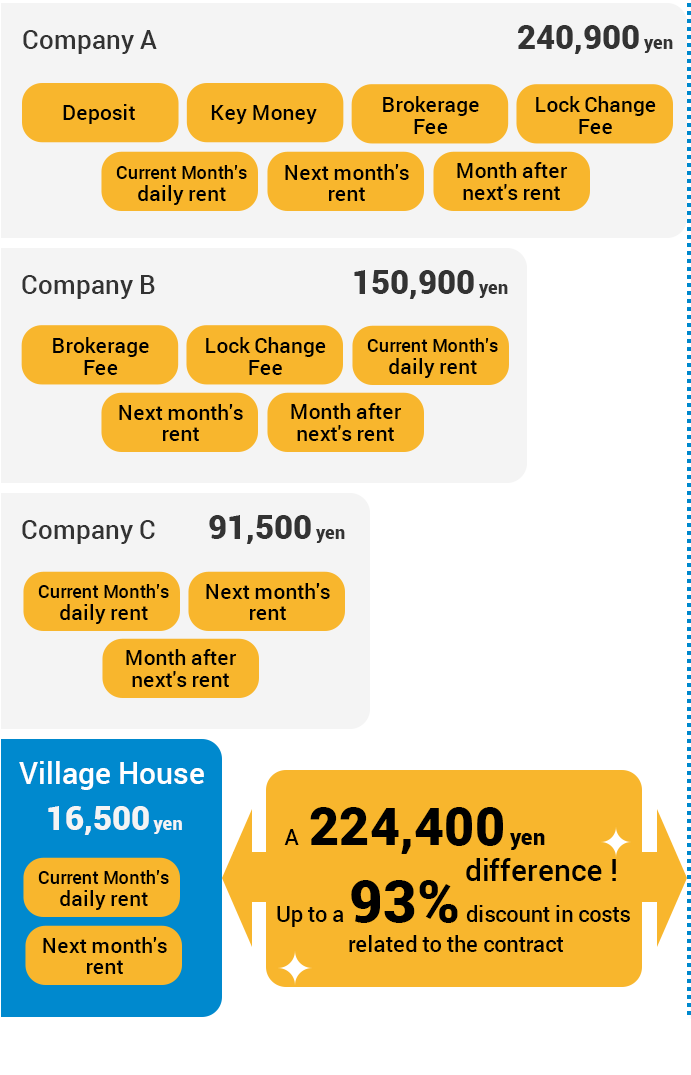 Company A
240,900 yen
Deposit
Key Money
Brokerage
Fee
Lock Change
Fee
Current Month's
daily rent
Next month's
rent
Month after
next's rent
Company B
150,900 yen
Brokerage
Fee
Lock Change
Fee
Current Month's
daily rent
Next month's
rent
Month after
next's rent
Company C
91,500 yen
Current Month's
daily rent
Next month's
rent
Month after
next's rent
Village House
16,500 yen
Current Month's
daily rent
Next month's
rent
A 224,400 yen
difference !
Up to a 93% discount in costs
related to the contract